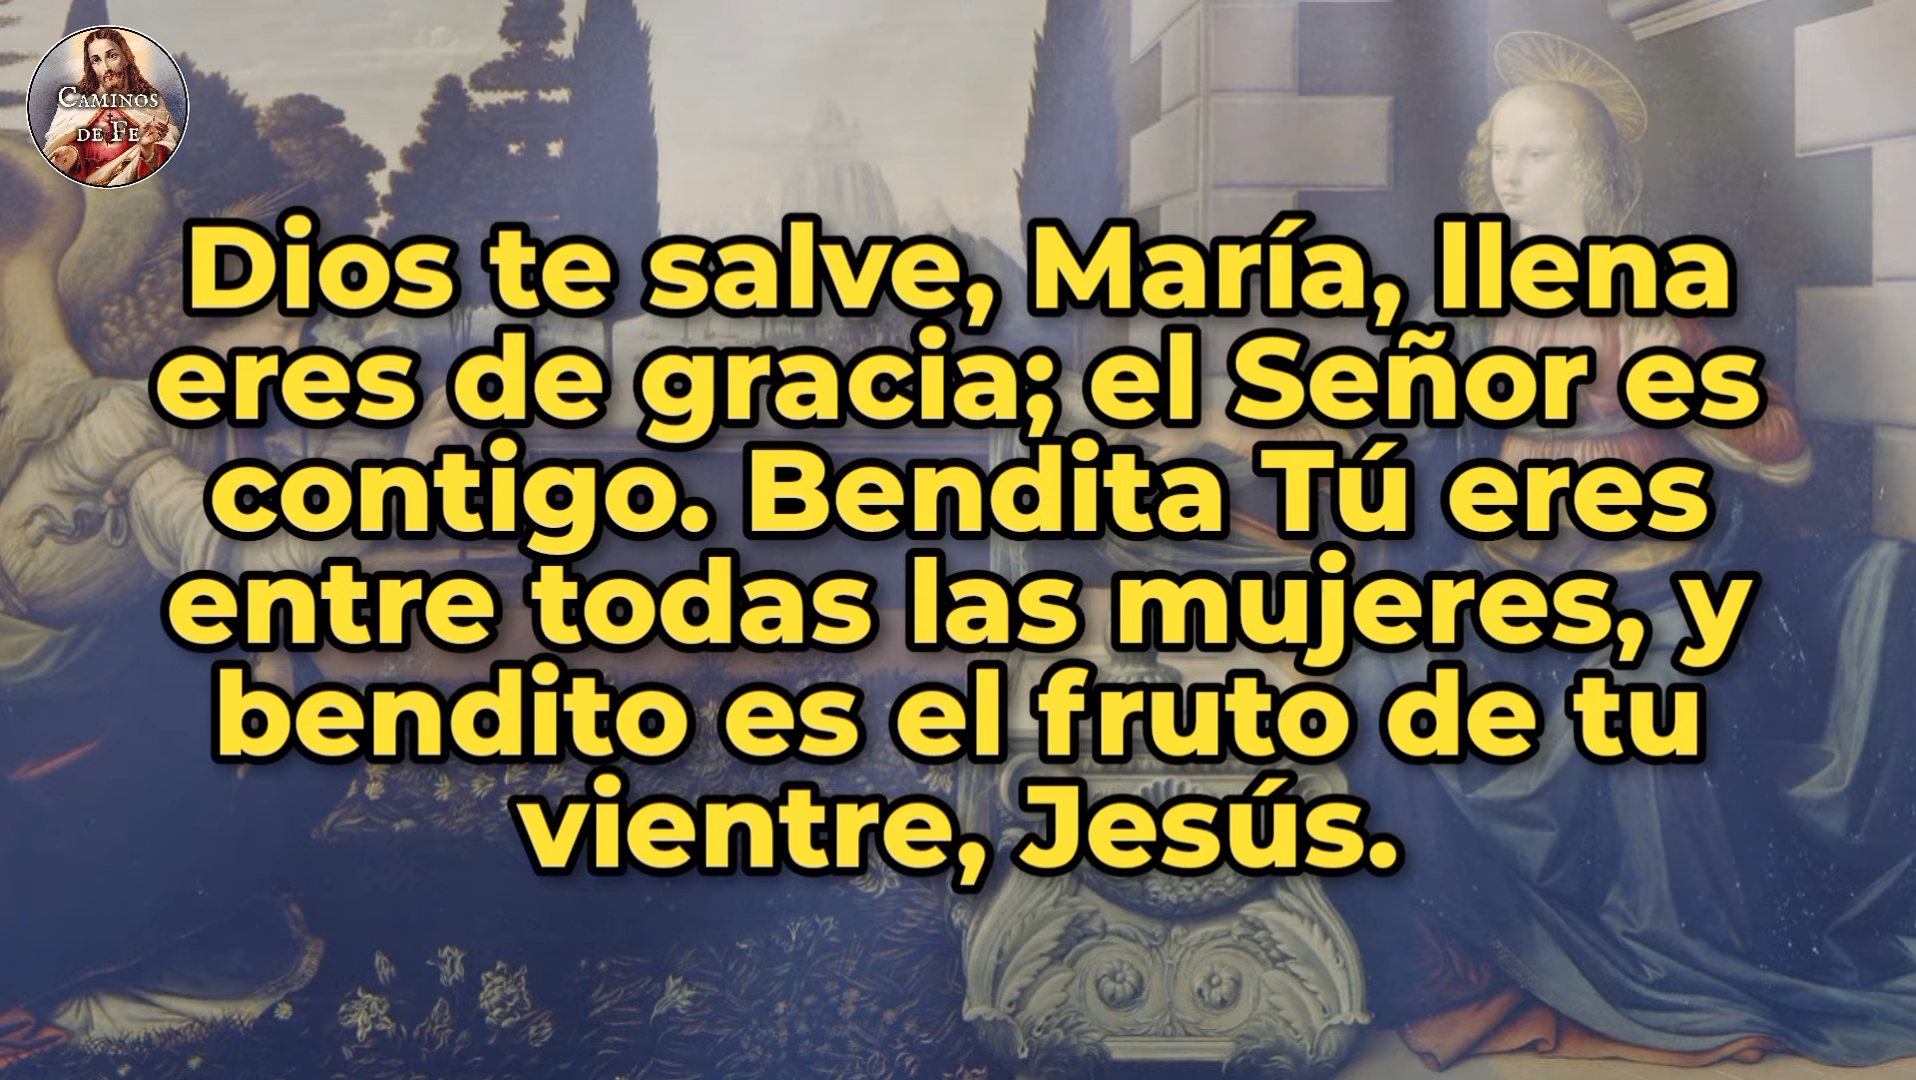 CAMINOS
DE FE
Dios te salve, María, llena
eres de gracia; el Señor es
contigo. Bendita Tú eres
entre todas las mujeres, y
bendito es el fruto de tu
vientre, Jesús.